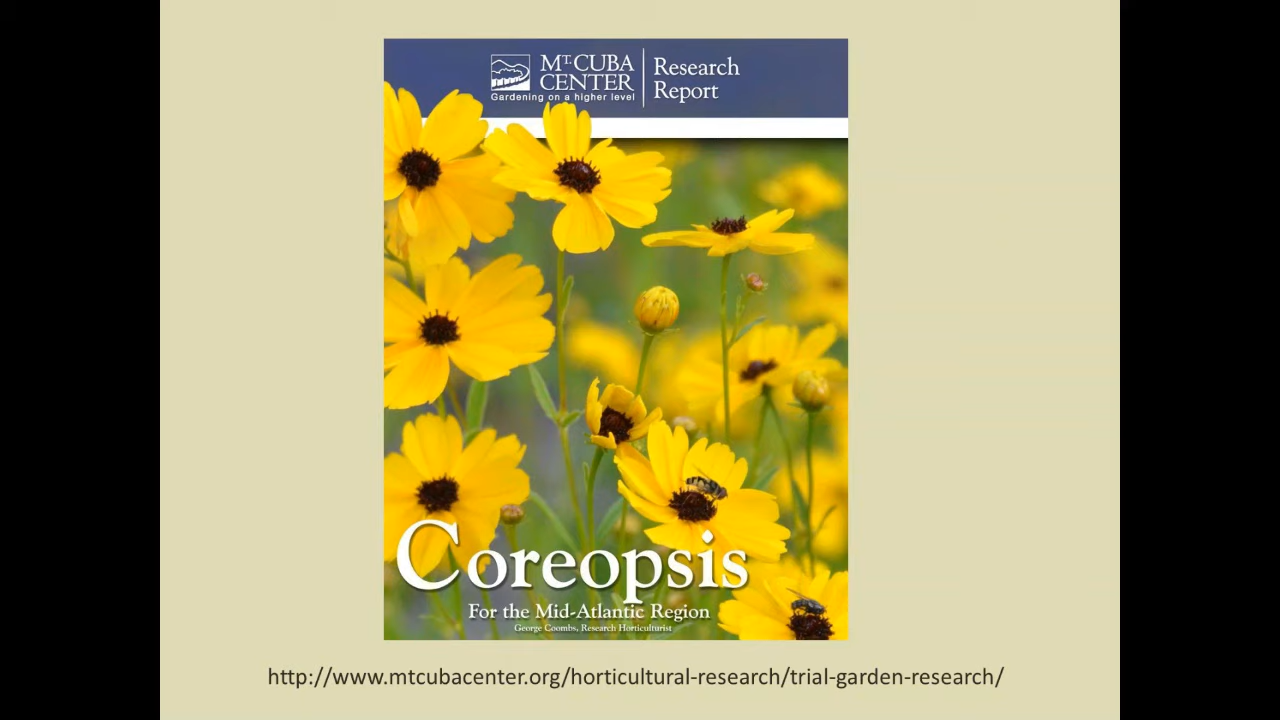 MT. CUBA
CENTER
Gardening on a higher level
Research
Report
Coreopsis
For the Mid-Atlantic Region
George Coombs, Research Horticulturist
http://www.mtcubacenter.org/horticultural-research/trial-garden-research/